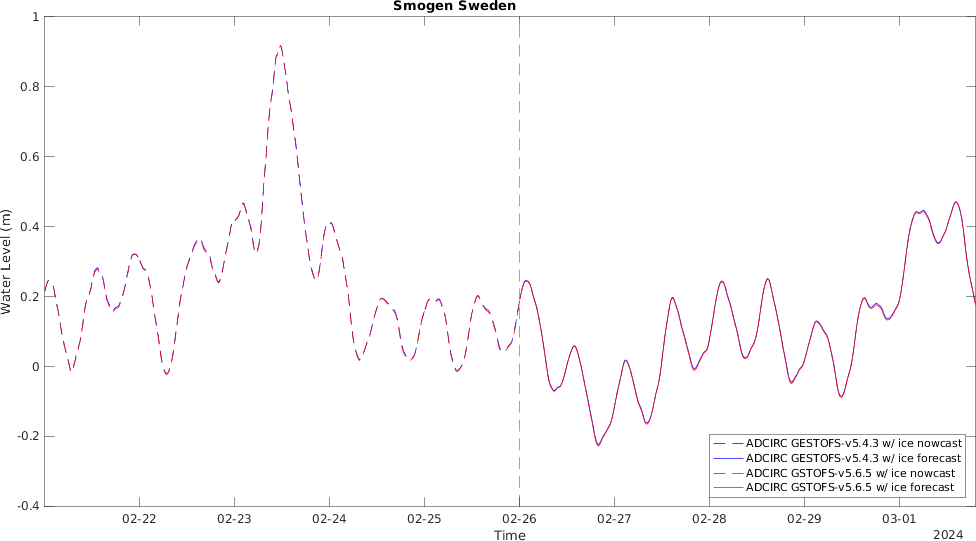 Smogen Sweden
1
0.8
0.6
0.4
0.2
0
-0.2
-0.4
Water Level (m)
02-22 02-23 02-24 02-25 02-26 02-27 02-28 02-29 03-01
Time
2024
ADCIRC GESTOFS-v5.4.3 w/ ice nowcast
ADCIRC GESTOFS-v5.4.3 w/ ice forecast
ADCIRC GSTOFS-v5.6.5 w/ ice nowcast
ADCIRC GSTOFS-v5.6.5 w/ ice forecast